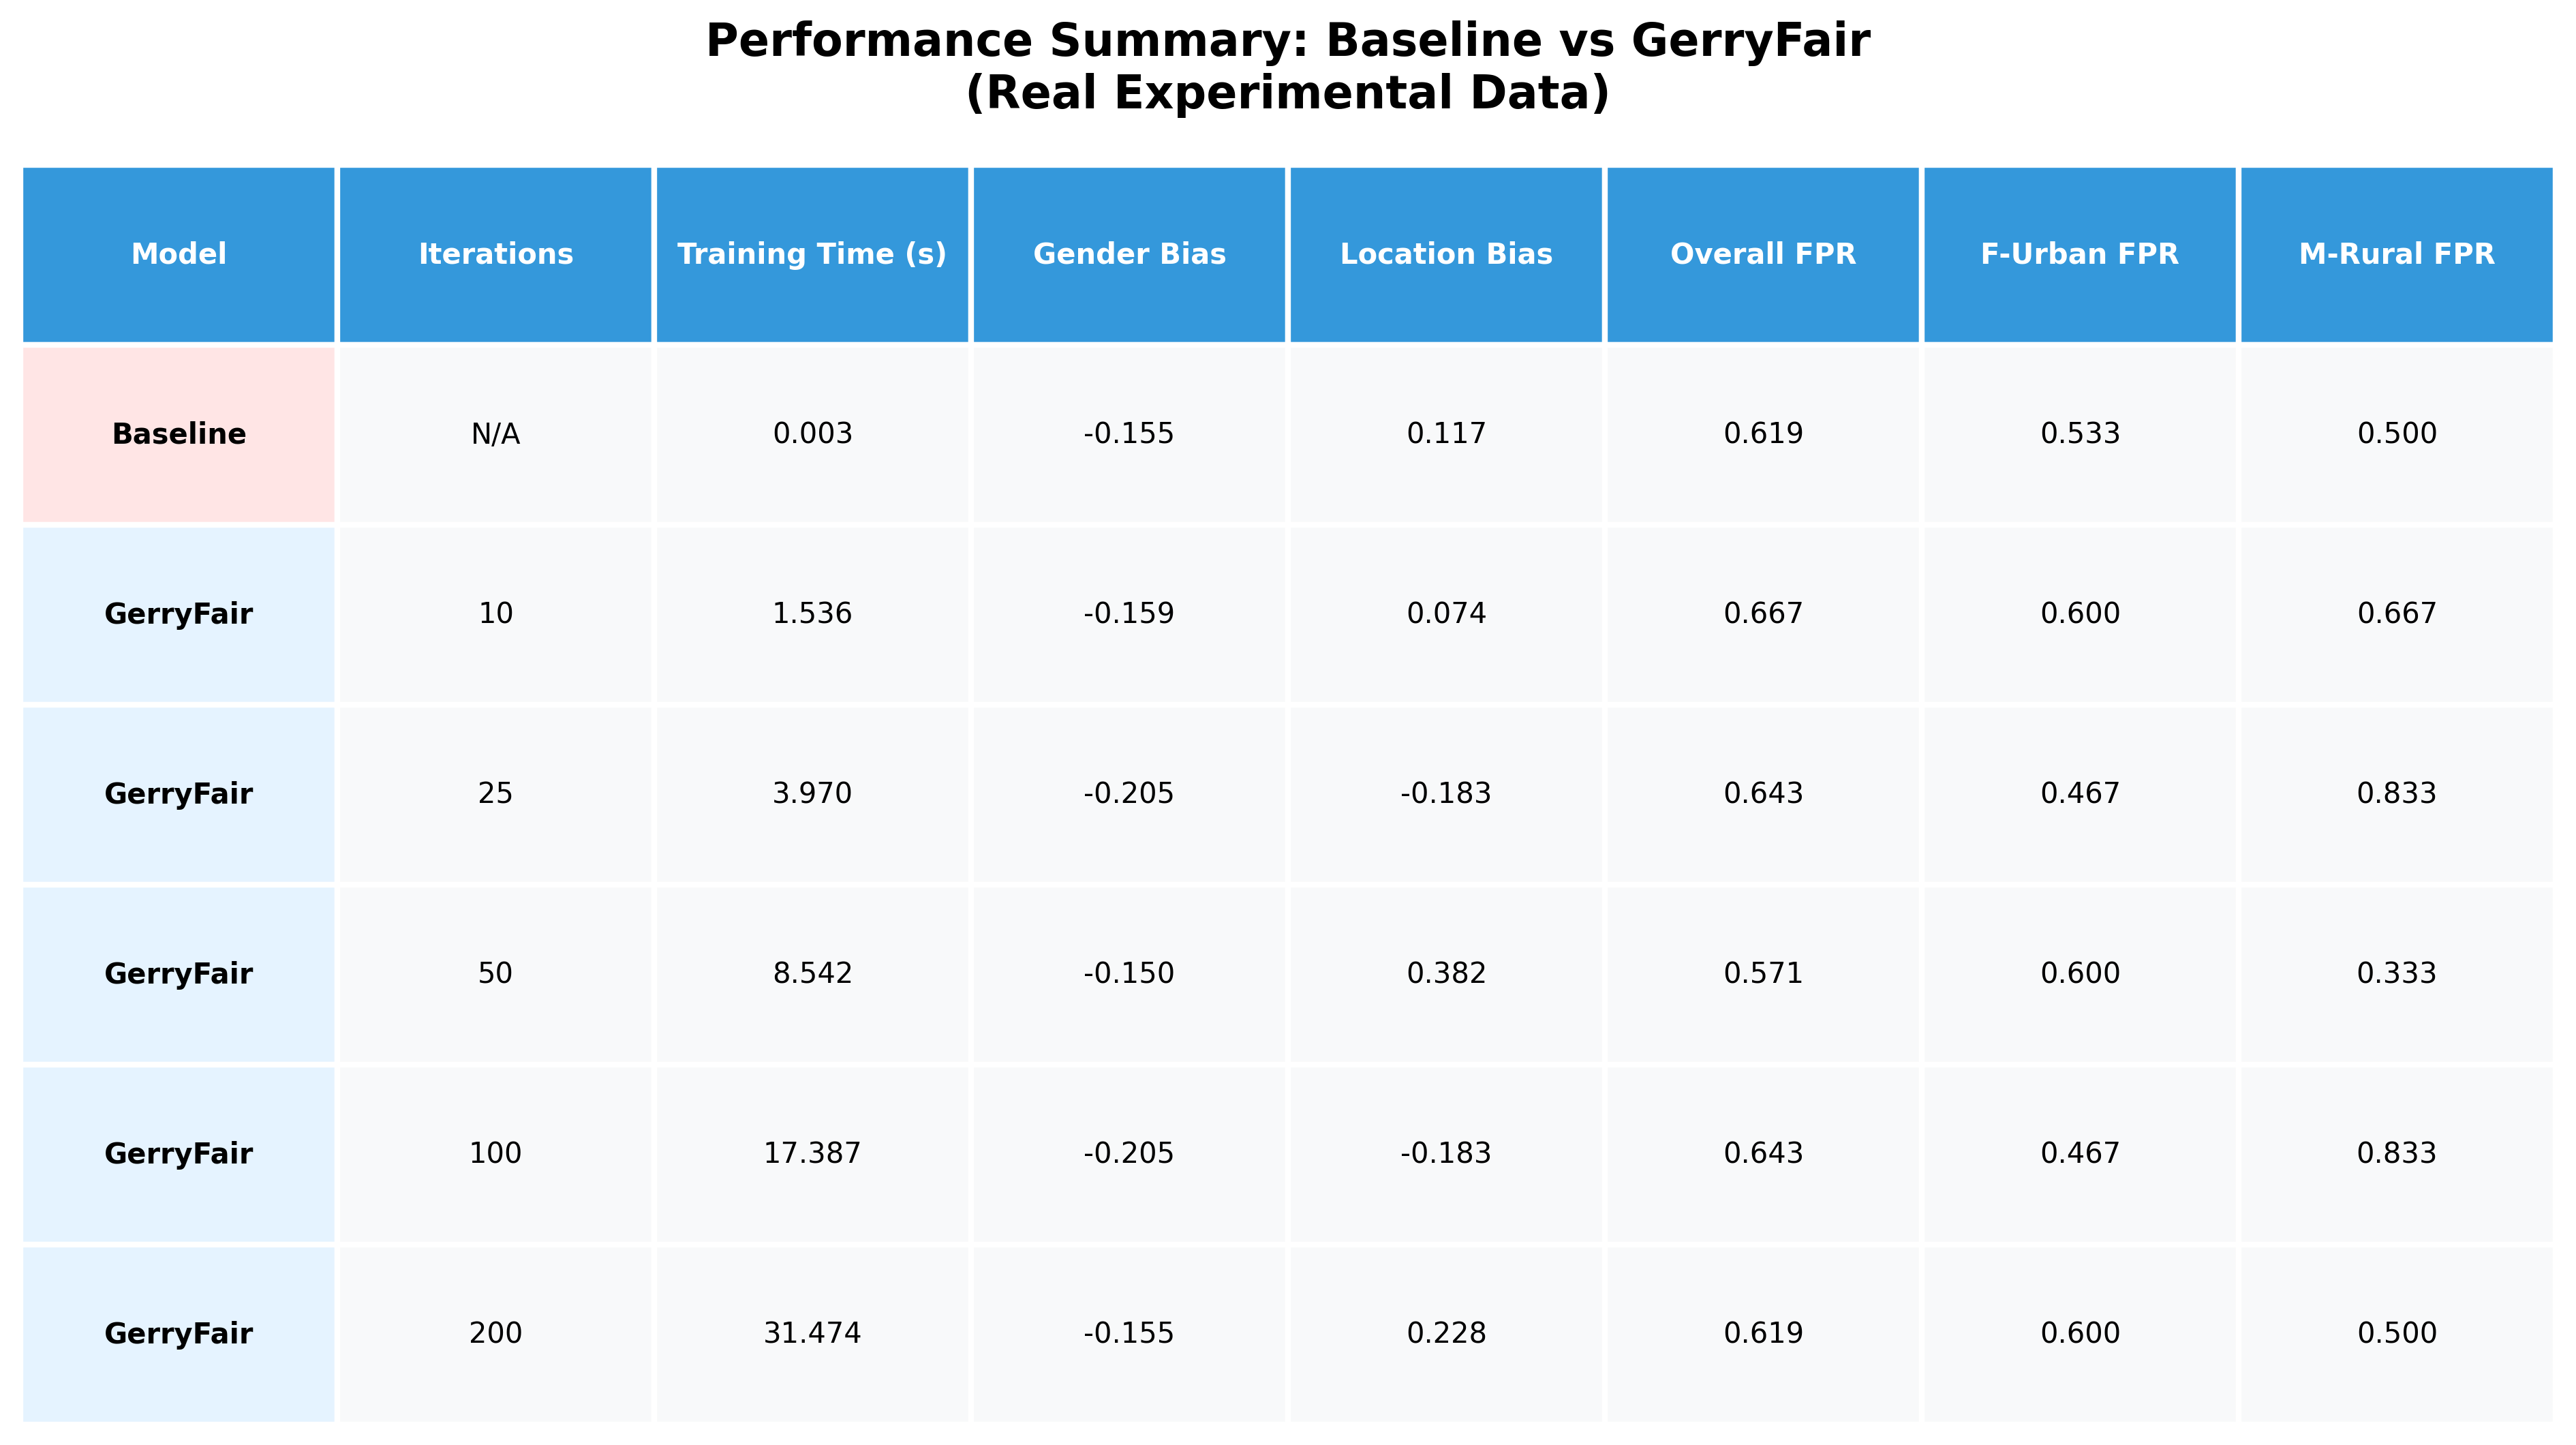 Performance Summary: Baseline vs GerryFair
(Real Experimental Data)
Model Iterations Training Time (s) Gender Bias Location Bias Overall FPR F-Urban FPR M-Rural FPR
Baseline N/A 0.003 -0.155 0.117 0.619 0.533 0.500
GerryFair 10 1.536 -0.159 0.074 0.667 0.600 0.667
GerryFair 25 3.970 -0.205 -0.183 0.643 0.467 0.833
GerryFair 50 8.542 -0.150 0.382 0.571 0.600 0.333
GerryFair 100 17.387 -0.205 -0.183 0.643 0.467 0.833
GerryFair 200 31.474 -0.155 0.228 0.619 0.600 0.500